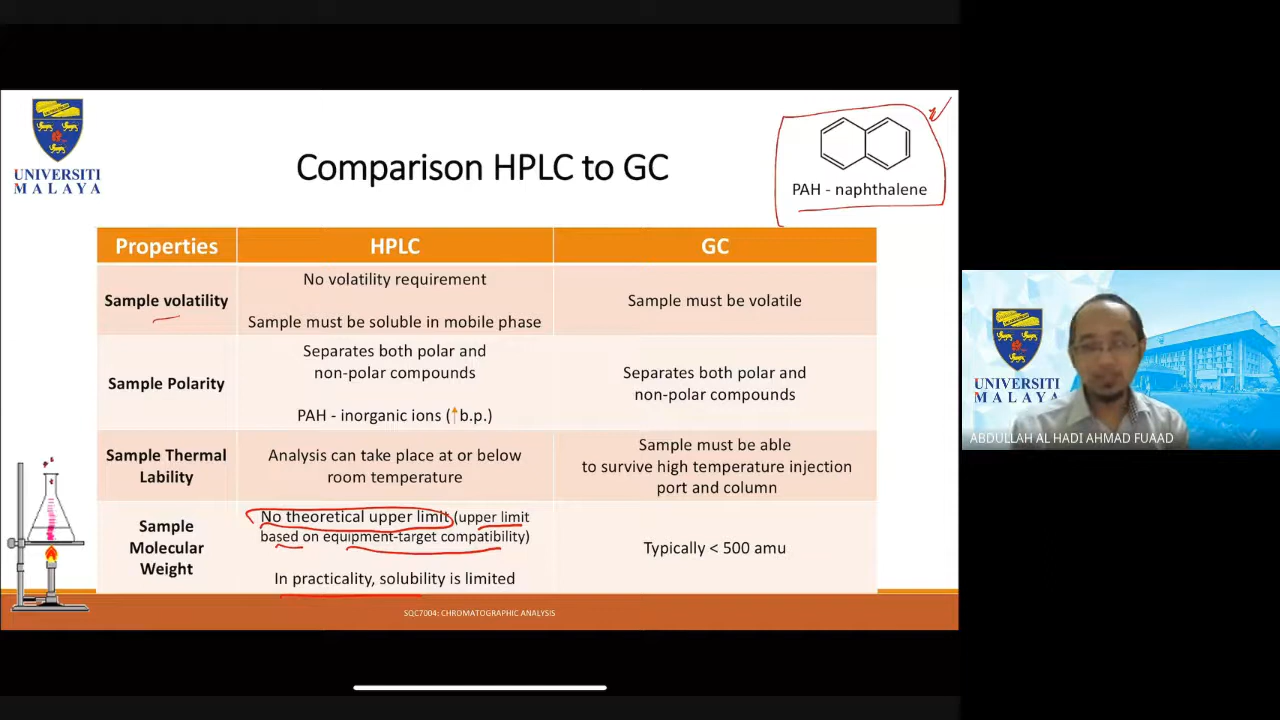 UNIVERSITI
MALAYA
Comparison HPLC to GC
PAH - naphthalene
Properties
HPLC
GC
Sample volatility
No volatility requirement
Sample must be soluble in mobile phase
Sample must be volatile
Sample Polarity
Separates both polar and
non-polar compounds
PAH - inorganic ions (↑b.p.)
Separates both polar and
non-polar compounds
Sample Thermal
Lability
Analysis can take place at or below
room temperature
Sample must be able
to survive high temperature injection
port and column
Sample
Molecular
Weight
No theoretical upper limit (upper limit
based on equipment-target compatibility)
In practicality, solubility is limited
Typically < 500 amu
SQC7004: CHROMATOGRAPHIC ANALYSIS
UNIVERSITI
MALAYA
ABDULLAH AL HADI AHMAD FUAAD